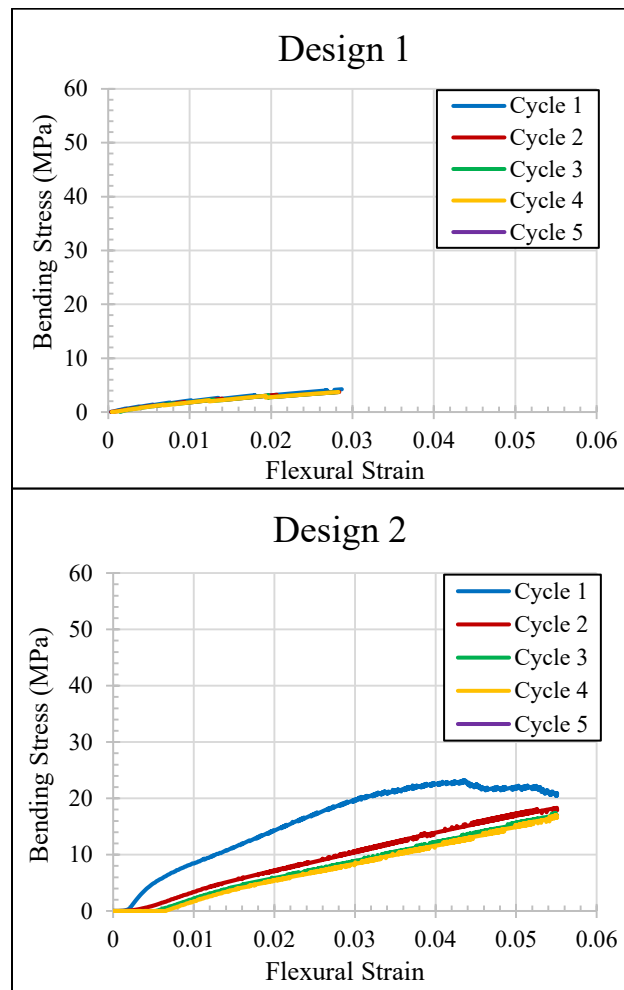 Design 1
Bending Stress (MPa)
60
50
40
30
20
10
0
Cycle 1
Cycle 2
Cycle 3
Cycle 4
Cycle 5
0 0.01 0.02 0.03 0.04 0.05 0.06
Flexural Strain
Design 2
Bending Stress (MPa)
60
50
40
30
20
10
0
Cycle 1
Cycle 2
Cycle 3
Cycle 4
Cycle 5
0 0.01 0.02 0.03 0.04 0.05 0.06
Flexural Strain